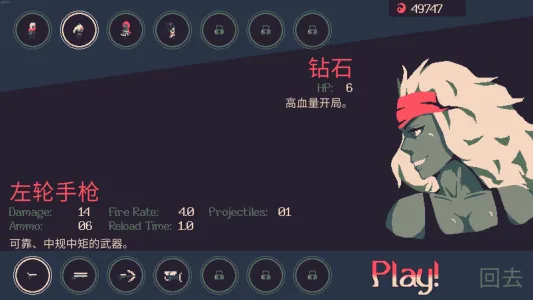 49747
钻石
HP: 6
高血量开局。
左轮手枪
Damage: 14 Fire Rate: 4.0 Projectiles: 01
Ammo: 06 Reload Time: 1.0
可靠、中规中矩的武器。
Play! 回去